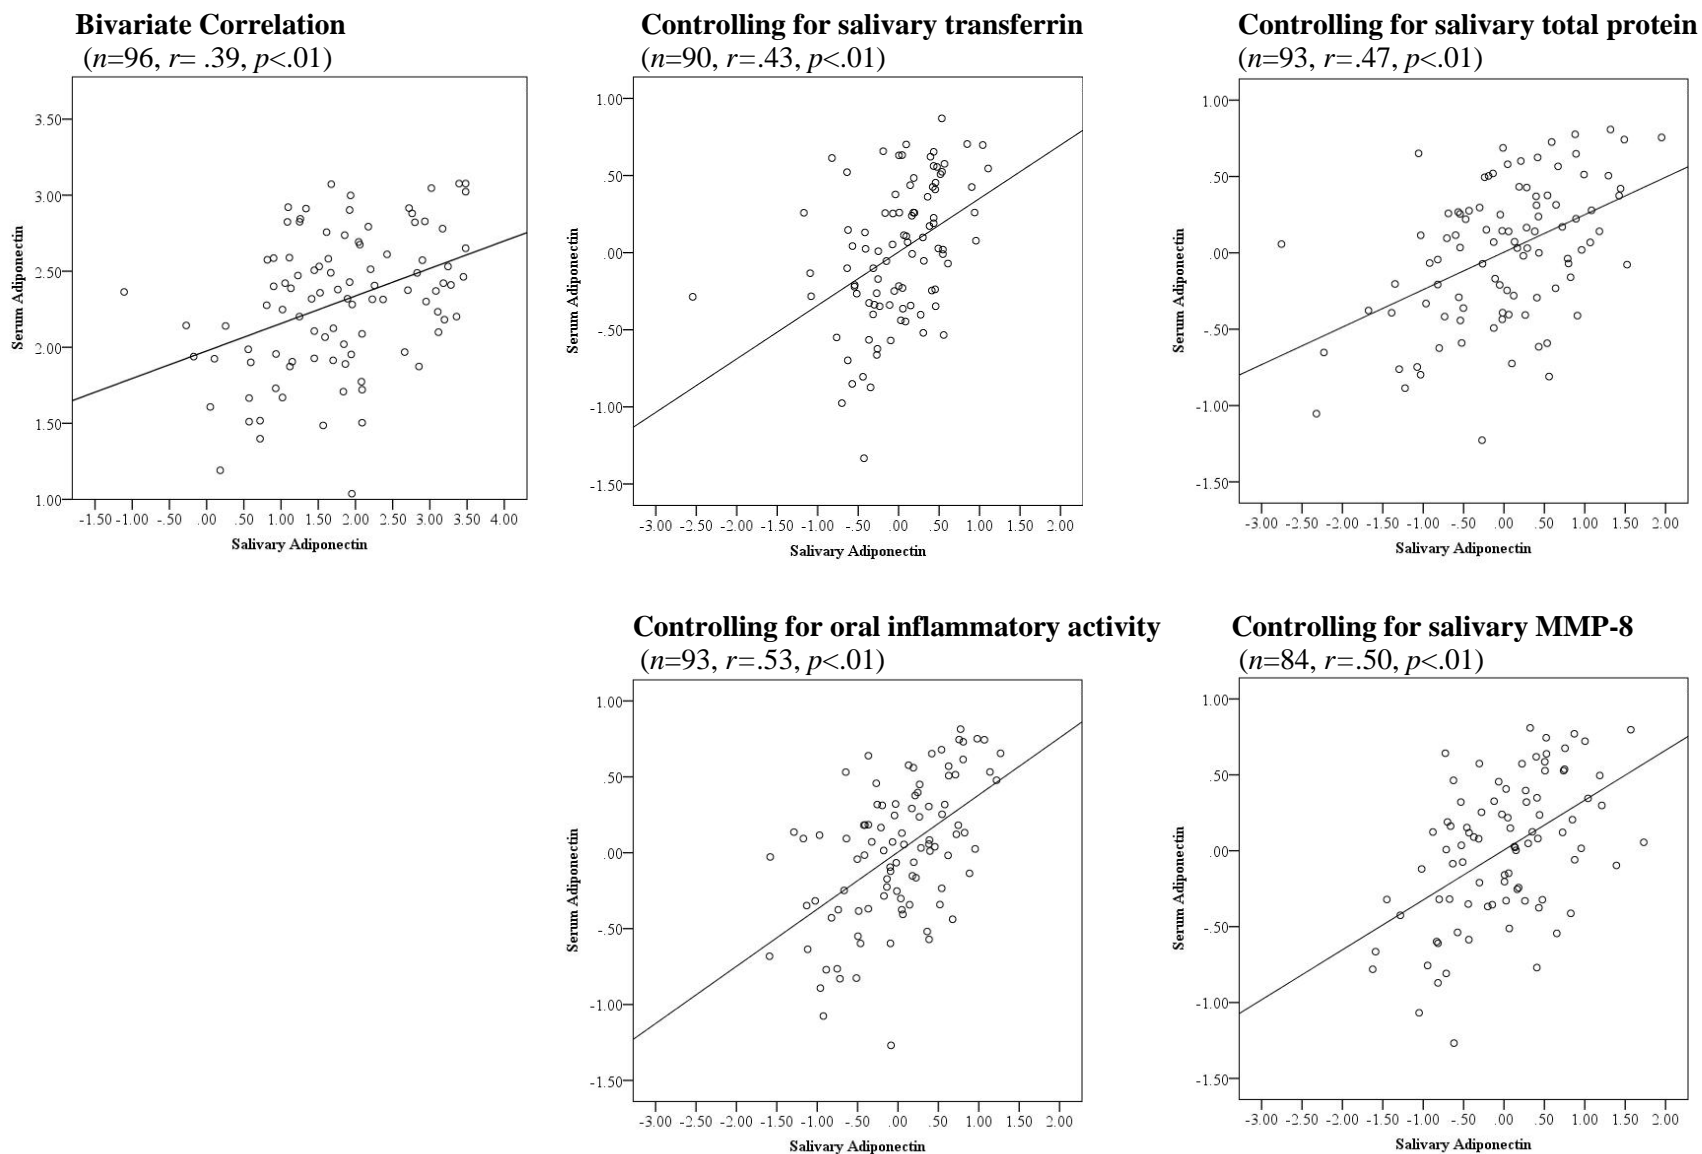 Bivariate Correlation
(n=96, r= .39, p<.01)
3.50
3.00
2.50
2.00
1.50
1.00
Serum Adiponectin
-1.50 -1.00 -.50 .00 .50 1.00 1.50 2.00 2.50 3.00 3.50 4.00
Salivary Adiponectin
Controlling for salivary transferrin
(n=90, r=.43, p<.01)
1.00
.50
.00
-.50
-1.00
-1.50
Serum Adiponectin
-3.00 -2.50 -2.00 -1.50 -1.00 -.50 .00 .50 1.00 1.50 2.00
Salivary Adiponectin
Controlling for salivary total protein
(n=93, r=.47, p<.01)
1.00
.50
.00
-.50
-1.00
-1.50
Serum Adiponectin
-3.00 -2.50 -2.00 -1.50 -1.00 -.50 .00 .50 1.00 1.50 2.00
Salivary Adiponectin
Controlling for oral inflammatory activity
(n=93, r=.53, p<.01)
1.00
.50
.00
-.50
-1.00
-1.50
Serum Adiponectin
-3.00 -2.50 -2.00 -1.50 -1.00 -.50 .00 .50 1.00 1.50 2.00
Salivary Adiponectin
Controlling for salivary MMP-8
(n=84, r=.50, p<.01)
1.00
.50
.00
-.50
-1.00
-1.50
Serum Adiponectin
-3.00 -2.50 -2.00 -1.50 -1.00 -.50 .00 .50 1.00 1.50 2.00
Salivary Adiponectin